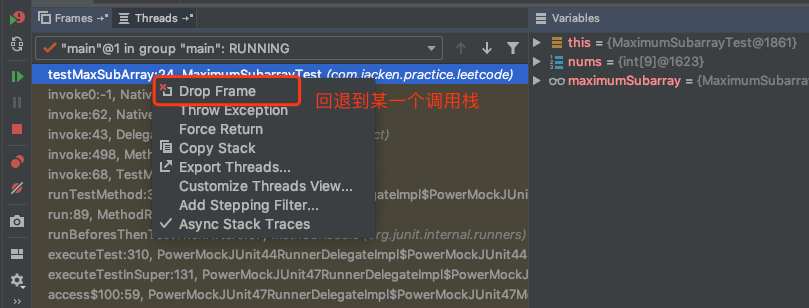 Frames
Threads
Variables
"main"@1 in group "main": RUNNING
this = {MaximumSubarrayTest@1861}
nums = {int[9]@1623}
maximumSubarray = {Maximum
testMaxSubArray:24, MaximumSubarrayTest (com.jacken.practice.leetcode)
invoke0:-1, Native
Drop Frame
回退到某一个调用栈
Throw Exception
invoke:62, Native
Force Return
invoke:43, Delega
ct)
Copy Stack
invoke:498, Meth
Export Threads...
invoke:68, TestM
Customize Threads View...
runTestMethod:3
gateImpl$PowerMockJUnit
Add Stepping Filter...
run:89, MethodR
Async Stack Traces
(org.junit.internal.runners)
executeTest:310, PowerMockJUnit44RunnerDelegateImpl$PowerMockJUnit44
executeTestInSuper:131, PowerMockJUnit47RunnerDelegateImpl$PowerMock
access$100:59, PowerMockJUnit47RunnerDelegateImpl$PowerMockJUnit47M